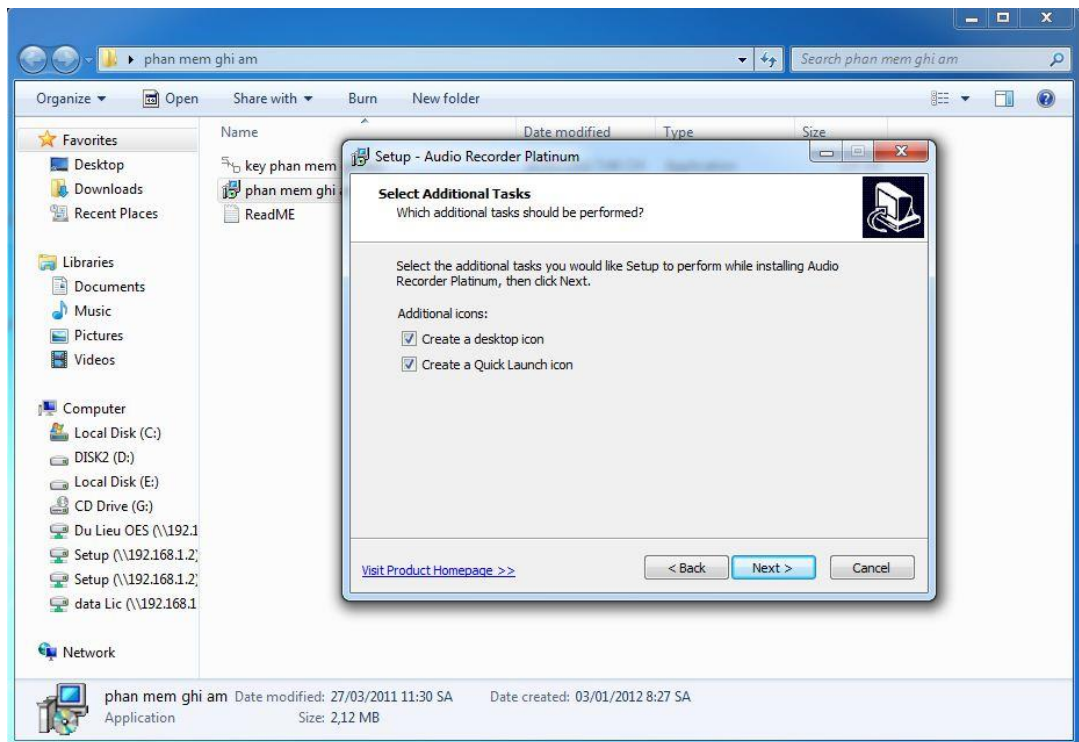 phan mem ghi am
Search phan mem ghi am
Organize
Open
Share with
Burn
New folder
Name
Date modified
Type
Size
Favorites
Desktop
Downloads
Recent Places
Libraries
Documents
Music
Pictures
Videos
Computer
Local Disk (C:)
DISK2 (D:)
Local Disk (E:)
CD Drive (G:)
Du Lieu OES (\\192.1
Setup (\\192.168.1.2)
Setup (\\192.168.1.2)
data Lic (\\192.168.1
Network
key phan mem
phan mem ghi
ReadME
Setup - Audio Recorder Platinum
Select Additional Tasks
Which additional tasks should be performed?
Select the additional tasks you would like Setup to perform while installing Audio
Recorder Platinum, then click Next.
Additional icons:
Create a desktop icon
Create a Quick Launch icon
Visit Product Homepage >>
< Back
Next >
Cancel
phan mem ghi am Date modified: 27/03/2011 11:30 SA Date created: 03/01/2012 8:27 SA
Application Size: 2,12 MB